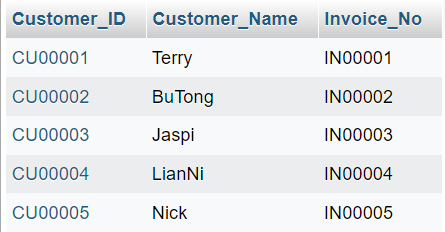 Customer_ID Customer_Name Invoice_No
CU00001 Terry IN00001
CU00002 BuTong IN00002
CU00003 Jaspi IN00003
CU00004 LianNi IN00004
CU00005 Nick IN00005